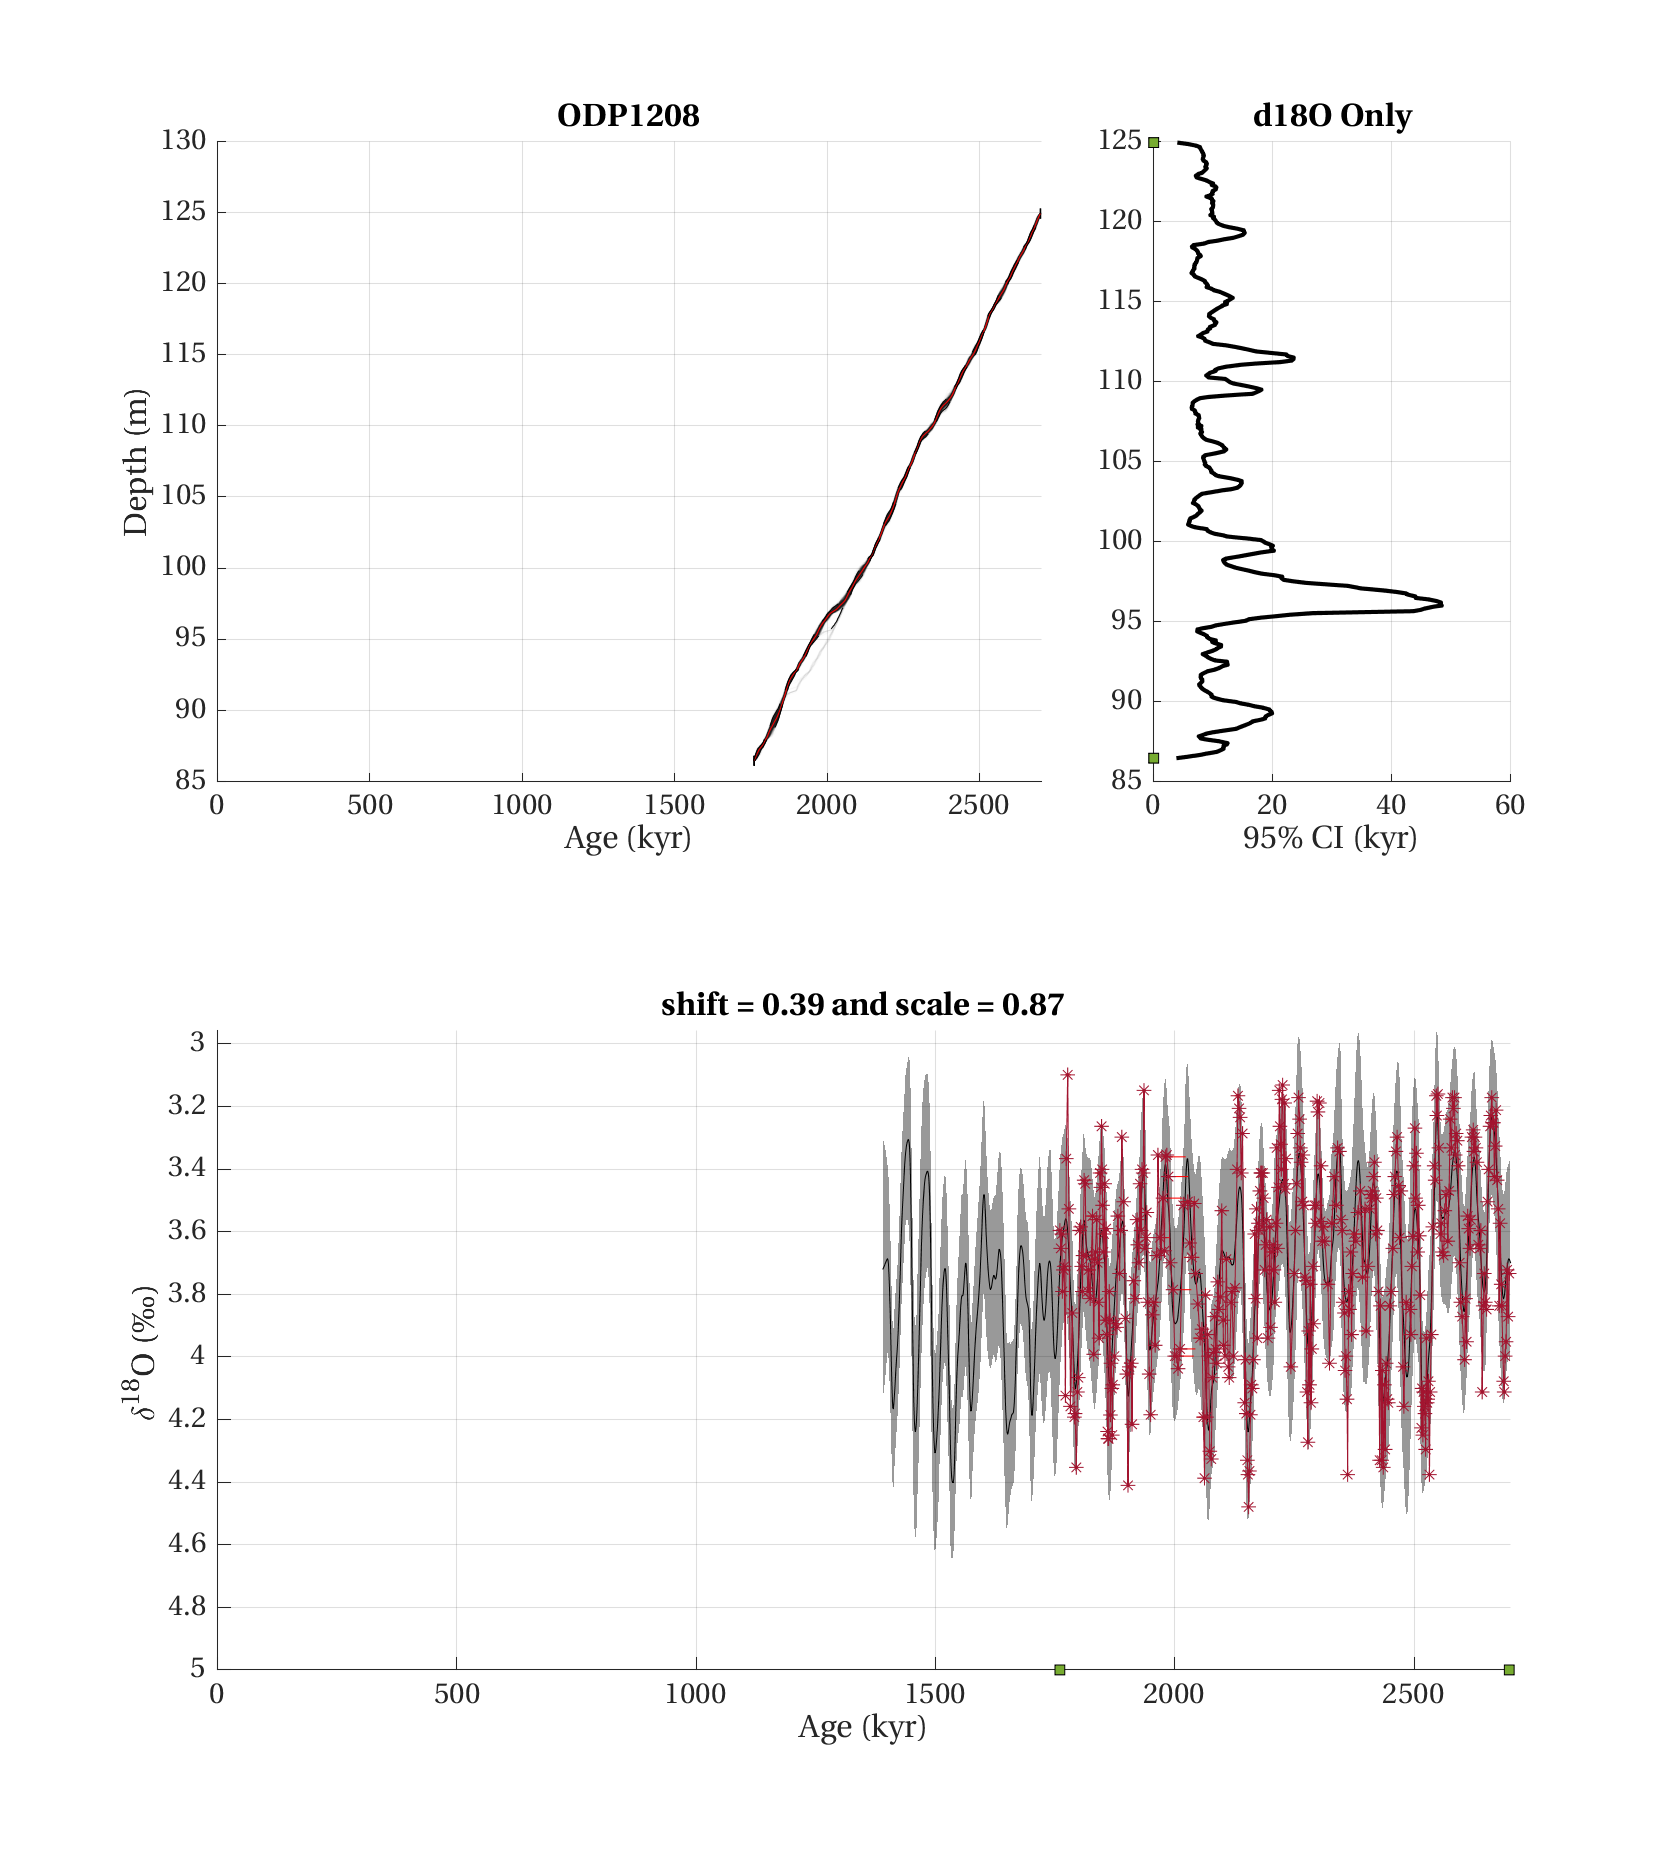 ODP1208
130
125
120
115
110
105
100
95
90
85
Depth (m)
0 500 1000 1500 2000 2500
Age (kyr)
d18O Only
125
120
115
110
105
100
95
90
85
0 20 40 60
95% CI (kyr)
shift = 0.39 and scale = 0.87
3
3.2
3.4
3.6
3.8
4
4.2
4.4
4.6
4.8
5
δ18O (‰)
0 500 1000 1500 2000 2500
Age (kyr)